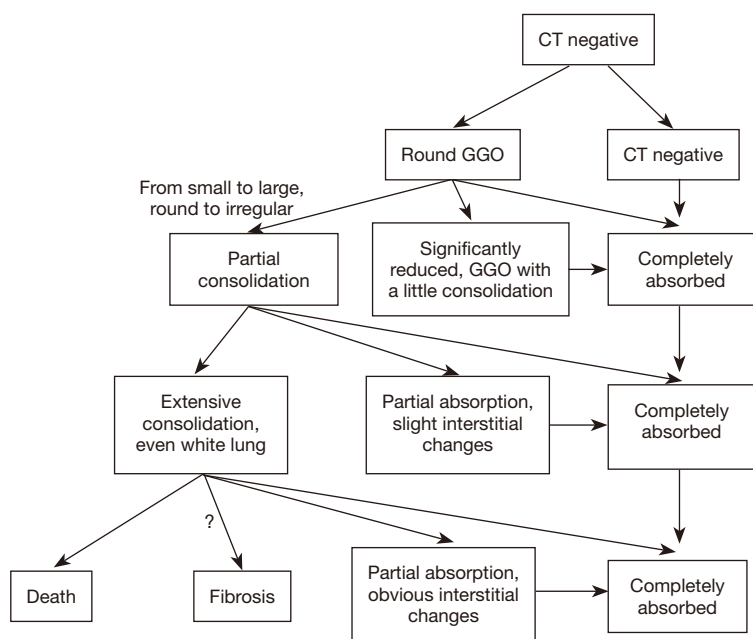 CT negative
Round GGO
CT negative
From small to large,
round to irregular
Partial
consolidation
Significantly
reduced, GGO with
a little consolidation
Completely
absorbed
Extensive
consolidation,
even white lung
Partial absorption,
slight interstitial
changes
Completely
absorbed
?
Death
Fibrosis
Partial absorption,
obvious interstitial
changes
Completely
absorbed